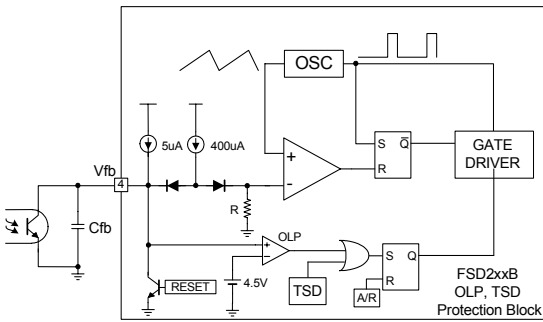 OSC
5uA
400uA
Vfb
4
+
-
S
Q
R
GATE
DRIVER
R
Cfb
OLP
+
-
RESET
4.5V
TSD
S
Q
R
A/R
FSD2xxB
OLP, TSD
Protection Block